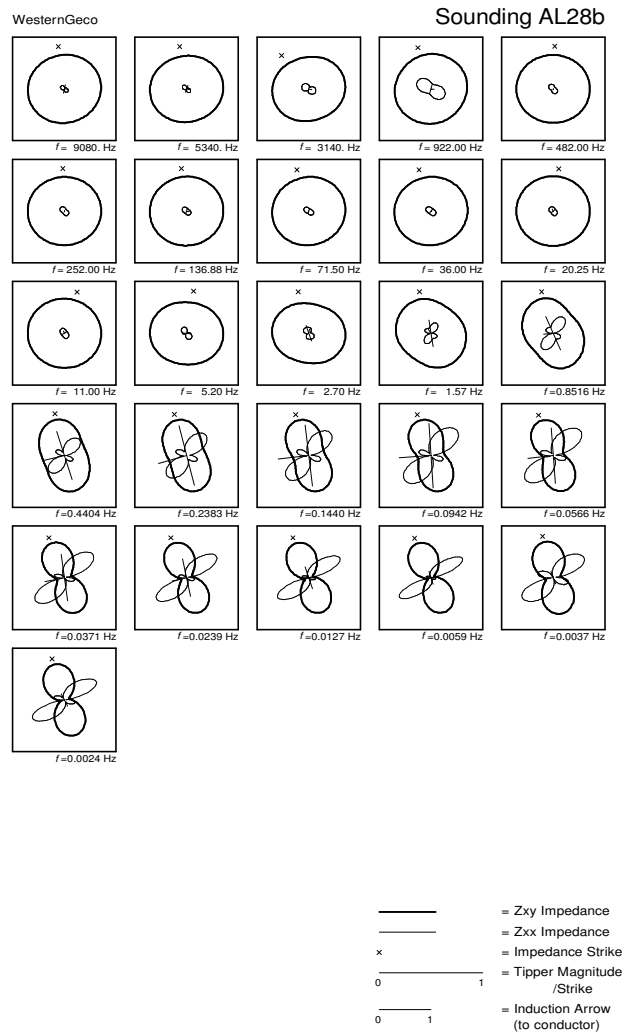 WesternGeco
Sounding AL28b
f= 9080. Hz
f= 5340. Hz
f= 3140. Hz
f=922.00 Hz
f= 482.00 Hz
f= 252.00 Hz
f= 136.88 Hz
f= 71.50 Hz
f= 36.00 Hz
f= 20.25 Hz
f= 11.00 Hz
f= 5.20 Hz
f= 2.70 Hz
f= 1.57 Hz
f=0.8516 Hz
f=0.4404 Hz
f=0.2383 Hz
f=0.1440 Hz
f=0.0942 Hz
f=0.0566 Hz
f=0.0371 Hz
f=0.0239 Hz
f=0.0127 Hz
f=0.0059 Hz
f=0.0037 Hz
f=0.0024 Hz
= Zxy Impedance
= Zxx Impedance
× = Impedance Strike
= Tipper Magnitude
0 1
/Strike
= Induction Arrow
0 1
(to conductor)